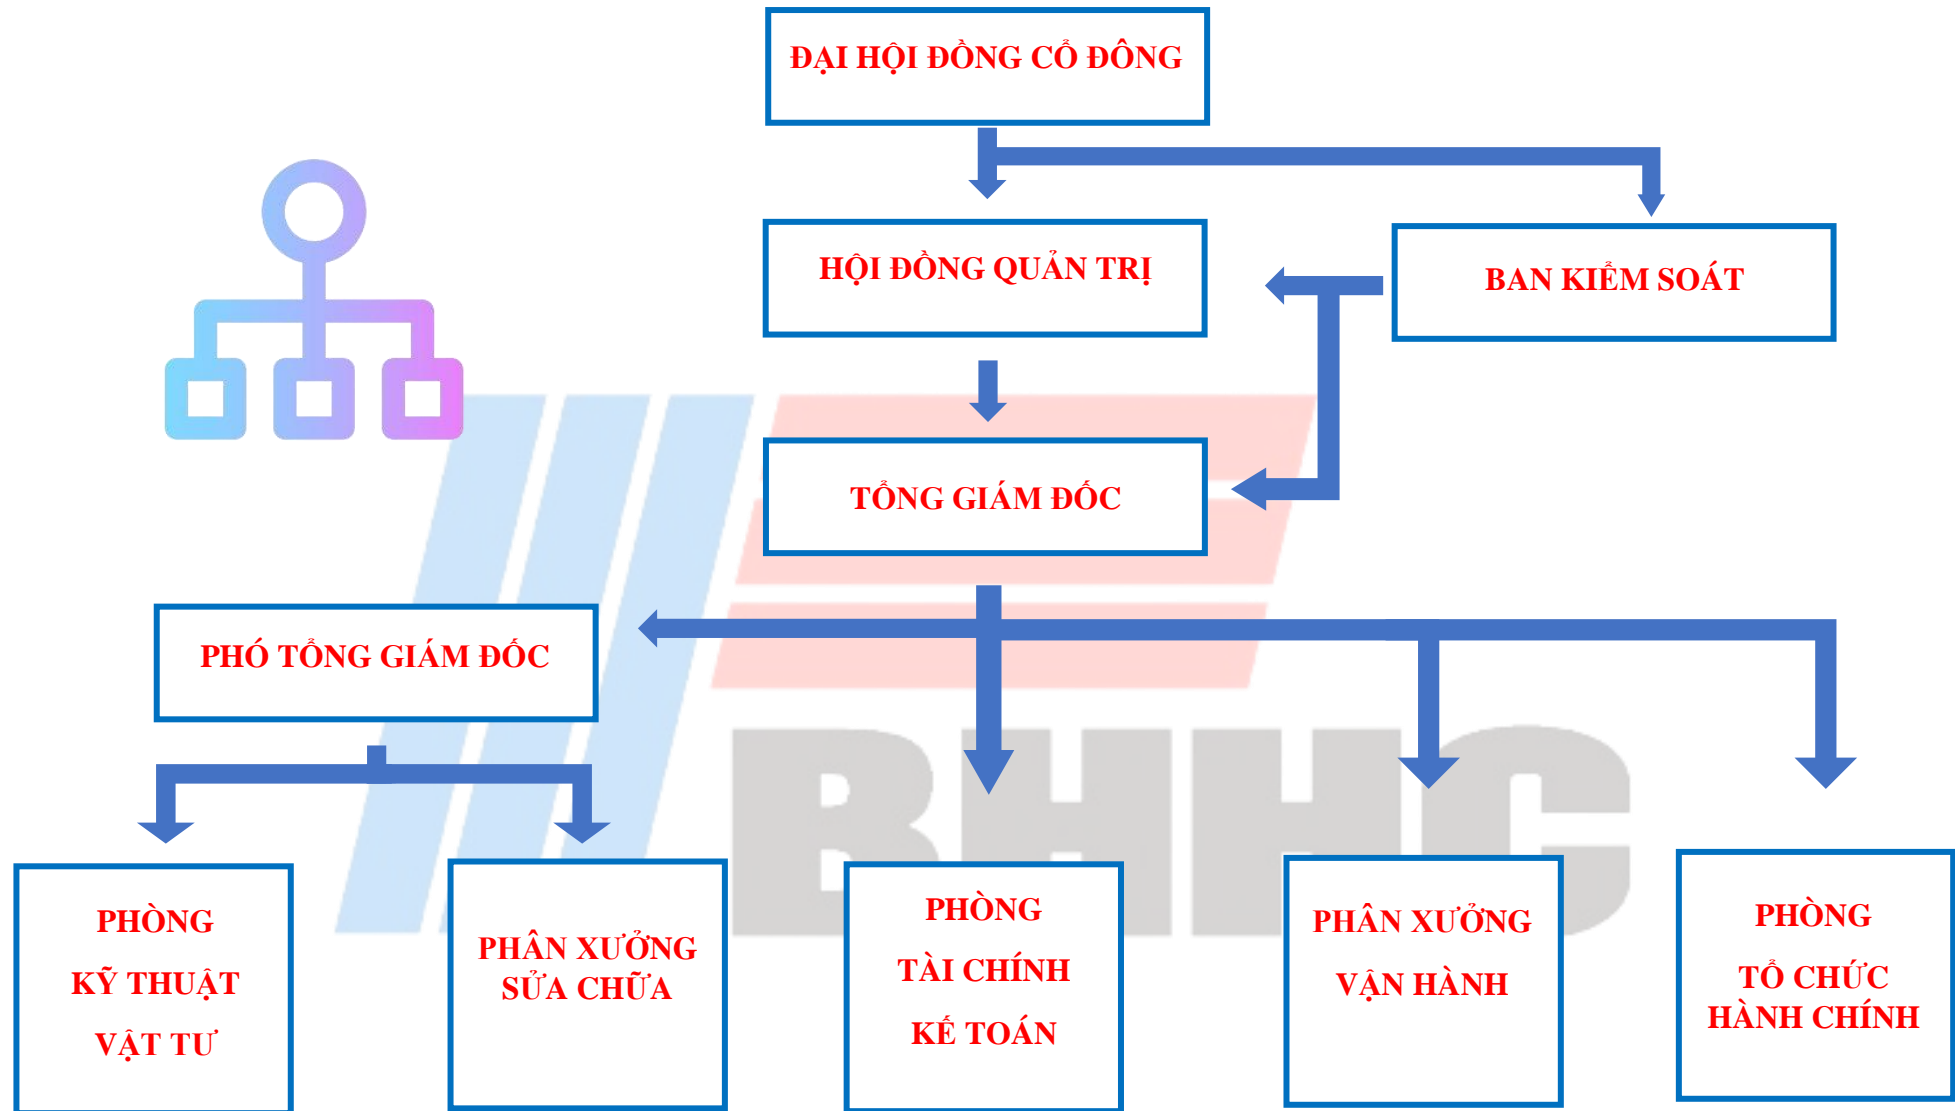 ĐẠI HỘI ĐỒNG CỔ ĐÔNG
HỘI ĐỒNG QUẢN TRỊ
BAN KIỂM SOÁT
TỔNG GIÁM ĐỐC
PHÓ TỔNG GIÁM ĐỐC
PHÒNG
KỸ THUẬT
VẬT TƯ
PHÂN XƯỞNG
SỬA CHỮA
PHÒNG
TÀI CHÍNH
KẾ TOÁN
PHÂN XƯỞNG
VẬN HÀNH
PHÒNG
TỔ CHỨC
HÀNH CHÍNH
BHHC